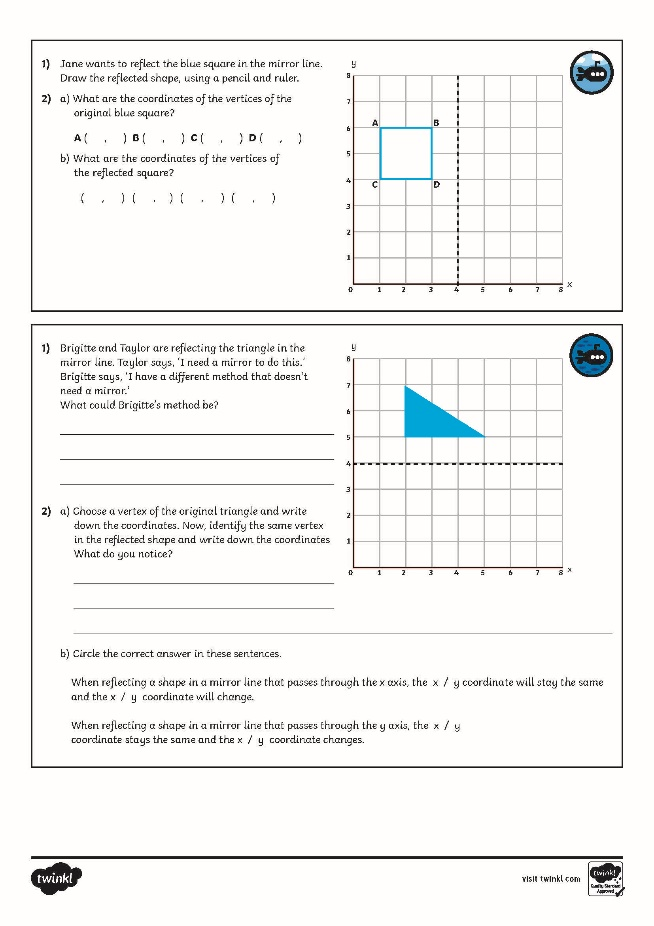 1) Jane wants to reflect the blue square in the mirror line.
Draw the reflected shape, using a pencil and ruler.
2) a) What are the coordinates of the vertices of the
original blue square?
A ( , ) B ( , ) C ( , ) D ( , )
b) What are the coordinates of the vertices of
the reflected square?
( , ) ( , ) ( , ) ( , )
y
8
7
6
5
4
3
2
1
0 1 2 3 4 5 6 7 8 x
A B
C D
1) Brigitte and Taylor are reflecting the triangle in the
mirror line. Taylor says, ‘I need a mirror to do this.’
Brigitte says, ‘I have a different method that doesn’t
need a mirror.’
What could Brigitte’s method be?
2) a) Choose a vertex of the original triangle and write
down the coordinates. Now, identify the same vertex
in the reflected shape and write down the coordinates
What do you notice?
y
8
7
6
5
4
3
2
1
0 1 2 3 4 5 6 7 8 x
b) Circle the correct answer in these sentences.
When reflecting a shape in a mirror line that passes through the x axis, the x / y coordinate will stay the same
and the x / y coordinate will change.
When reflecting a shape in a mirror line that passes through the y axis, the x / y
coordinate stays the same and the x / y coordinate changes.
twinkl
visit twinkl.com
twinkl
Quality Standard
Approved